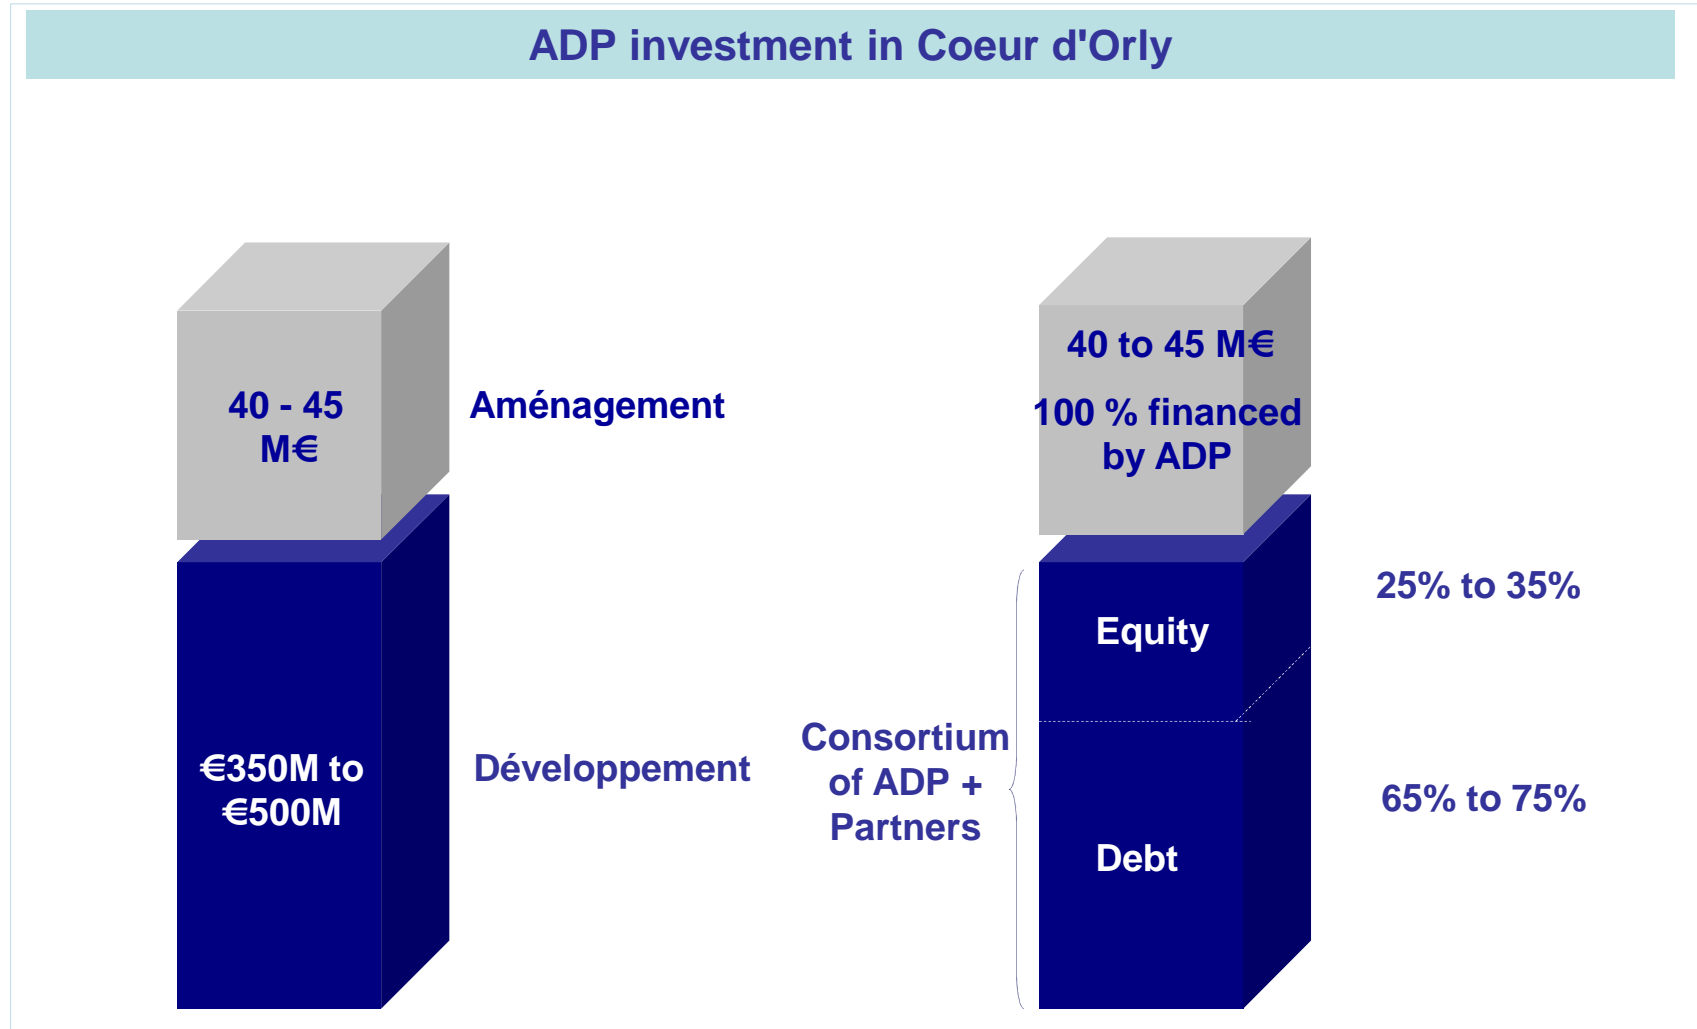 ADP investment in Coeur d'Orly
40 - 45
M€
Aménagement
€350M to
€500M
Développement
40 to 45 M€
100 % financed
by ADP
Consortium
of ADP +
Partners
Equity
25% to 35%
Debt
65% to 75%